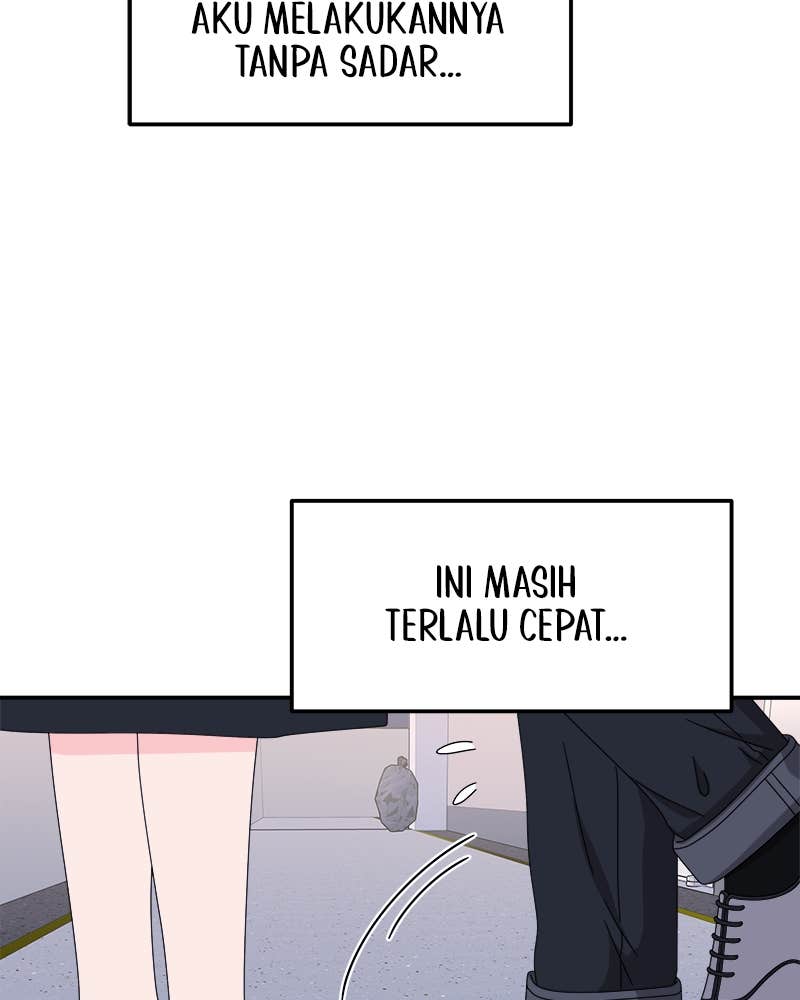 AKU MELAKUKANNYA
TANPA SADAR...
INI MASIH
TERLALU CEPAT...